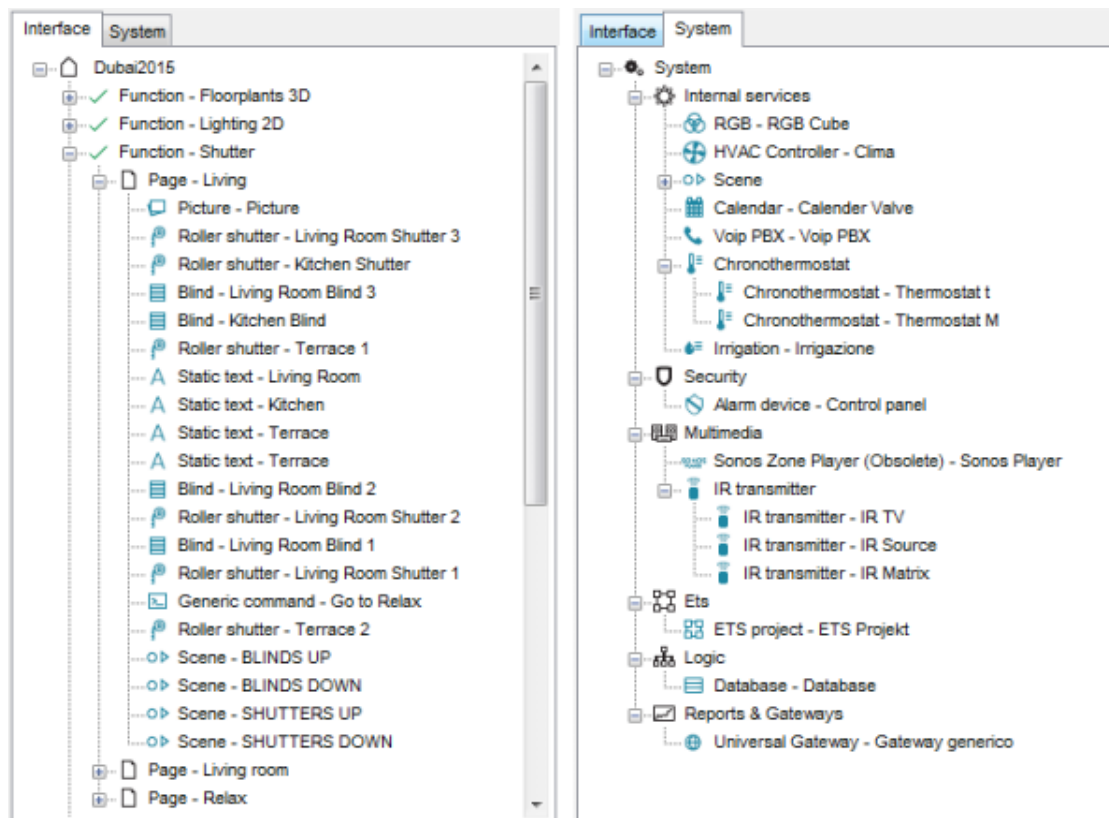 Interface System
Dubai2015
Function - Floorplants 3D
Function - Lighting 2D
Function - Shutter
Page - Living
Picture - Picture
Roller shutter - Living Room Shutter 3
Roller shutter - Kitchen Shutter
Blind - Living Room Blind 3
Blind - Kitchen Blind
Roller shutter - Terrace 1
Static text - Living Room
Static text - Kitchen
Static text - Terrace
Static text - Terrace
Blind - Living Room Blind 2
Roller shutter - Living Room Shutter 2
Blind - Living Room Blind 1
Roller shutter - Living Room Shutter 1
Generic command - Go to Relax
Roller shutter - Terrace 2
Scene - BLINDS UP
Scene - BLINDS DOWN
Scene - SHUTTERS UP
Scene - SHUTTERS DOWN
Page - Living room
Page - Relax
Interface System
System
Internal services
RGB - RGB Cube
HVAC Controller - Clima
Scene
Calendar - Calender Valve
Voip PBX - Voip PBX
Chronothermostat
Chronothermostat - Thermostat t
Chronothermostat - Thermostat M
Irrigation - Irrigazione
Security
Alarm device - Control panel
Multimedia
Sonos Zone Player (Obsolete) - Sonos Player
IR transmitter
IR transmitter - IR TV
IR transmitter - IR Source
IR transmitter - IR Matrix
Ets
ETS project - ETS Projekt
Logic
Database - Database
Reports & Gateways
Universal Gateway - Gateway generico